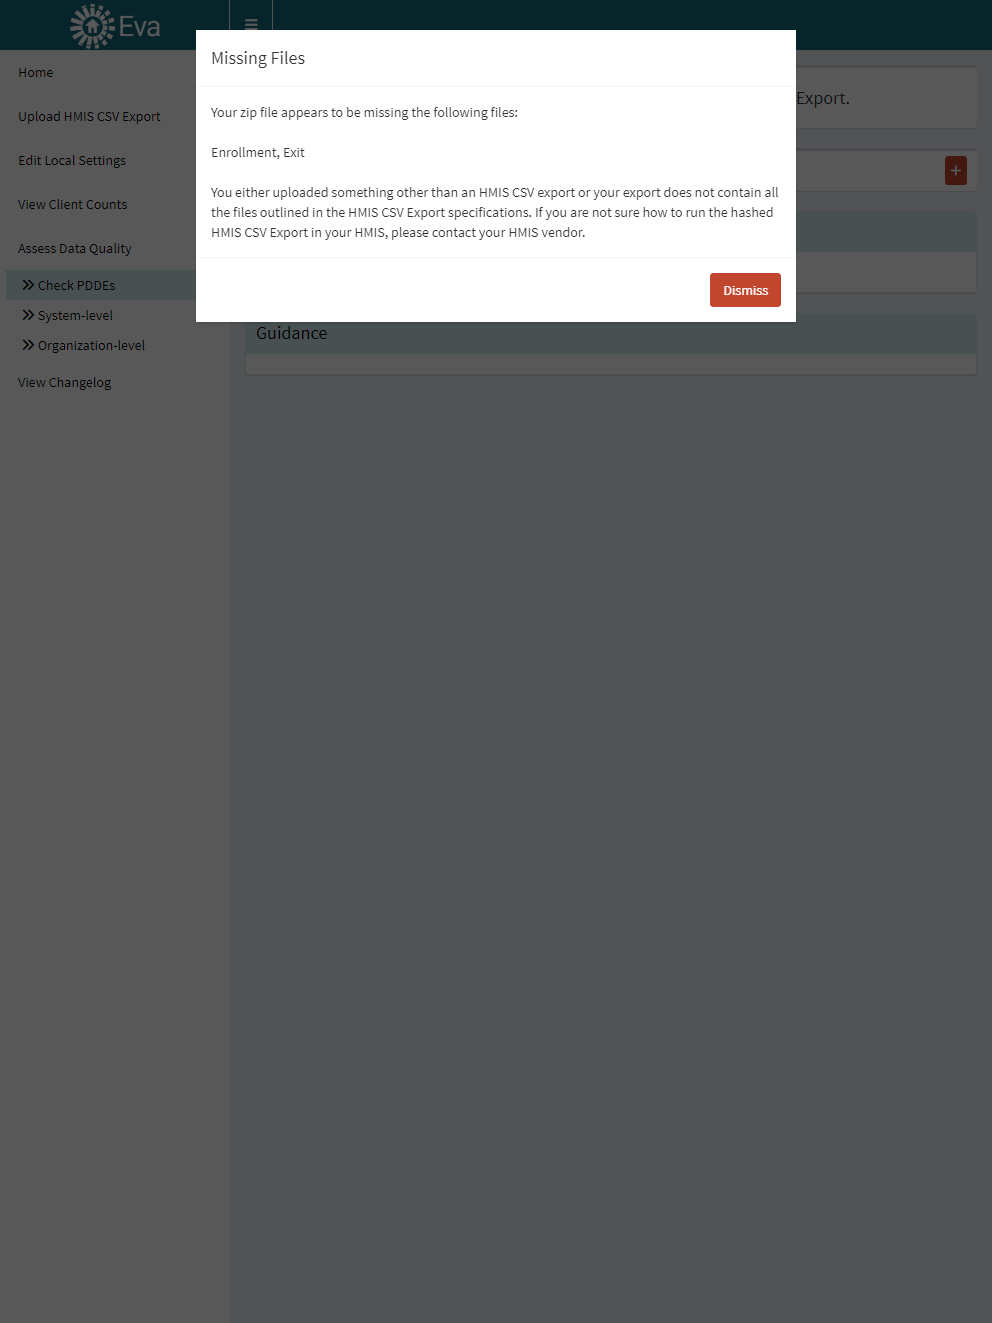 Eva
Missing Files
Home
Export.
Your zip file appears to be missing the following files:
Upload HMIS CSV Export
Enrollment, Exit
Edit Local Settings
You either uploaded something other than an HMIS CSV export or your export does not contain all
the files outlined in the HMIS CSV Export specifications. If you are not sure how to run the hashed
HMIS CSV Export in your HMIS, please contact your HMIS vendor.
View Client Counts
Assess Data Quality
Check PDDEs
Dismiss
System-level
Guidance
Organization-level
View Changelog